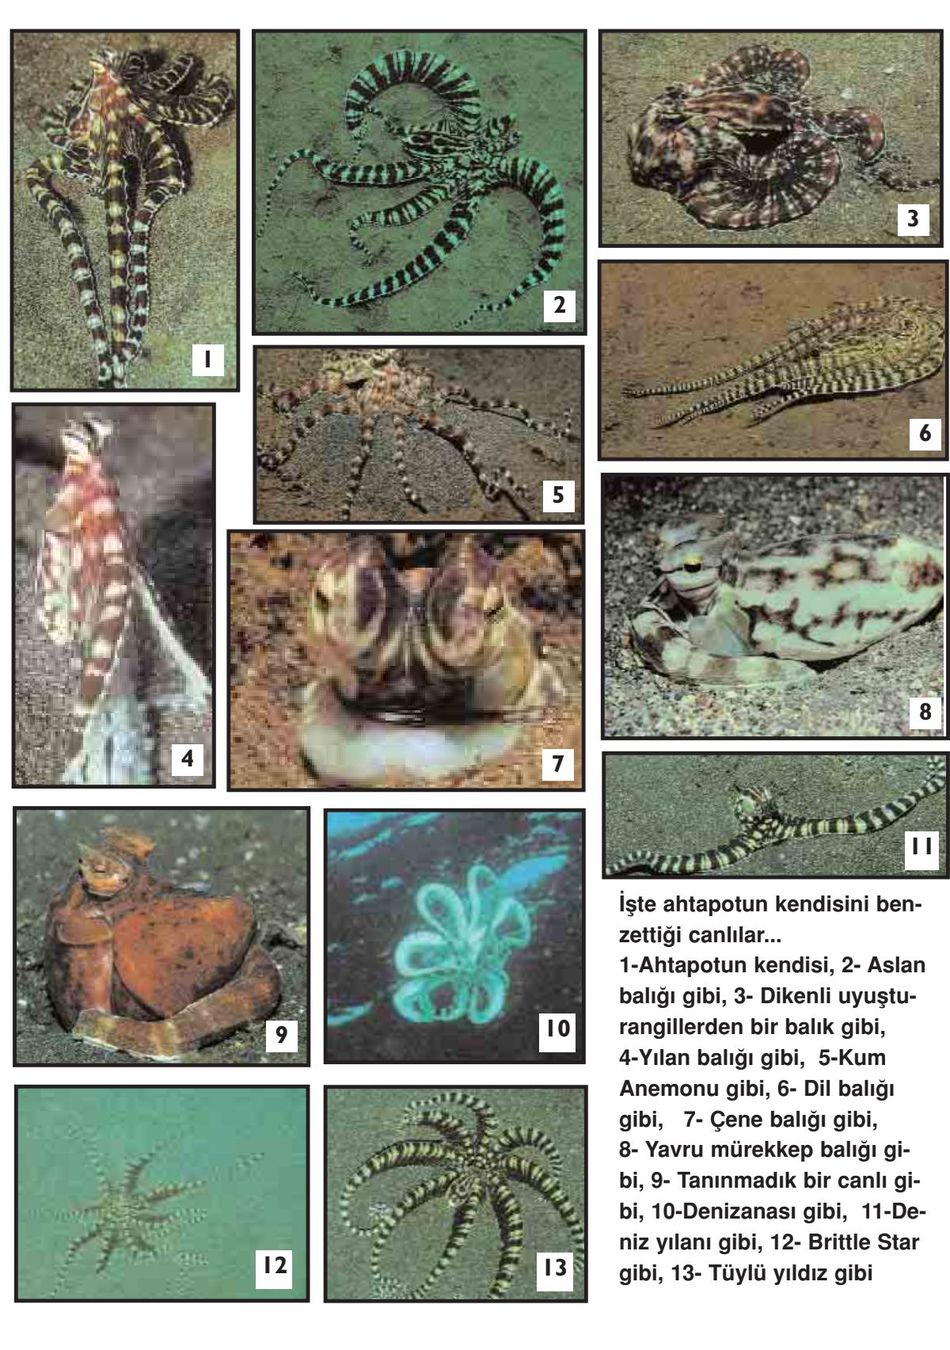 1
2
3
4
5
6
7
8
9
10
11
12
13
İşte ahtapotun kendisini ben-
zettiği canlılar...
1-Ahtapotun kendisi, 2- Aslan
balığı gibi, 3- Dikenli uyuştu-
rangillerden bir balık gibi,
4-Yılan balığı gibi, 5-Kum
Anemonu gibi, 6- Dil balığı
gibi, 7- Çene balığı gibi,
8- Yavru mürekkep balığı gi-
bi, 9- Tanınmadık bir canlı gi-
bi, 10-Denizanası gibi, 11-De-
niz yılanı gibi, 12- Brittle Star
gibi, 13- Tüylü yıldız gibi